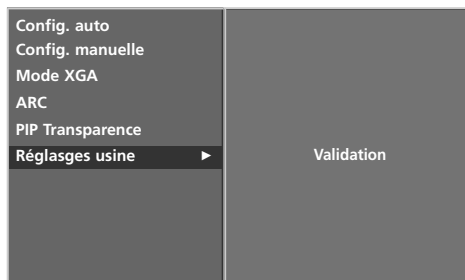 Config. auto
Config. manuelle
Mode XGA
ARC
PIP Transparence
Réglasges usine ►
Validation